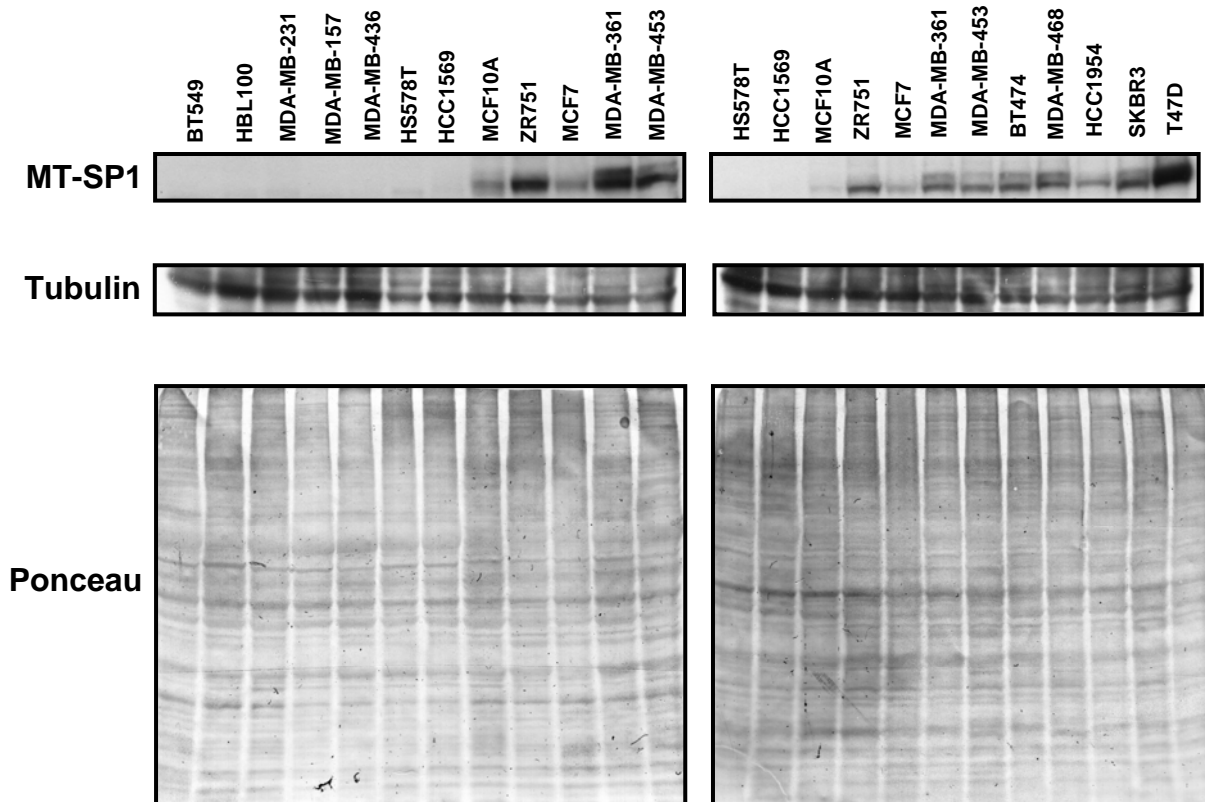 BT549
HBL100
MDA-MB-231
MDA-MB-157
MDA-MB-436
HS578T
HCC1569
MCF10A
ZR751
MCF7
MDA-MB-361
MDA-MB-453
HS578T
HCC1569
MCF10A
ZR751
MCF7
MDA-MB-361
MDA-MB-453
BT474
MDA-MB-468
HCC1954
SKBR3
T47D
MT-SP1
Tubulin
Ponceau